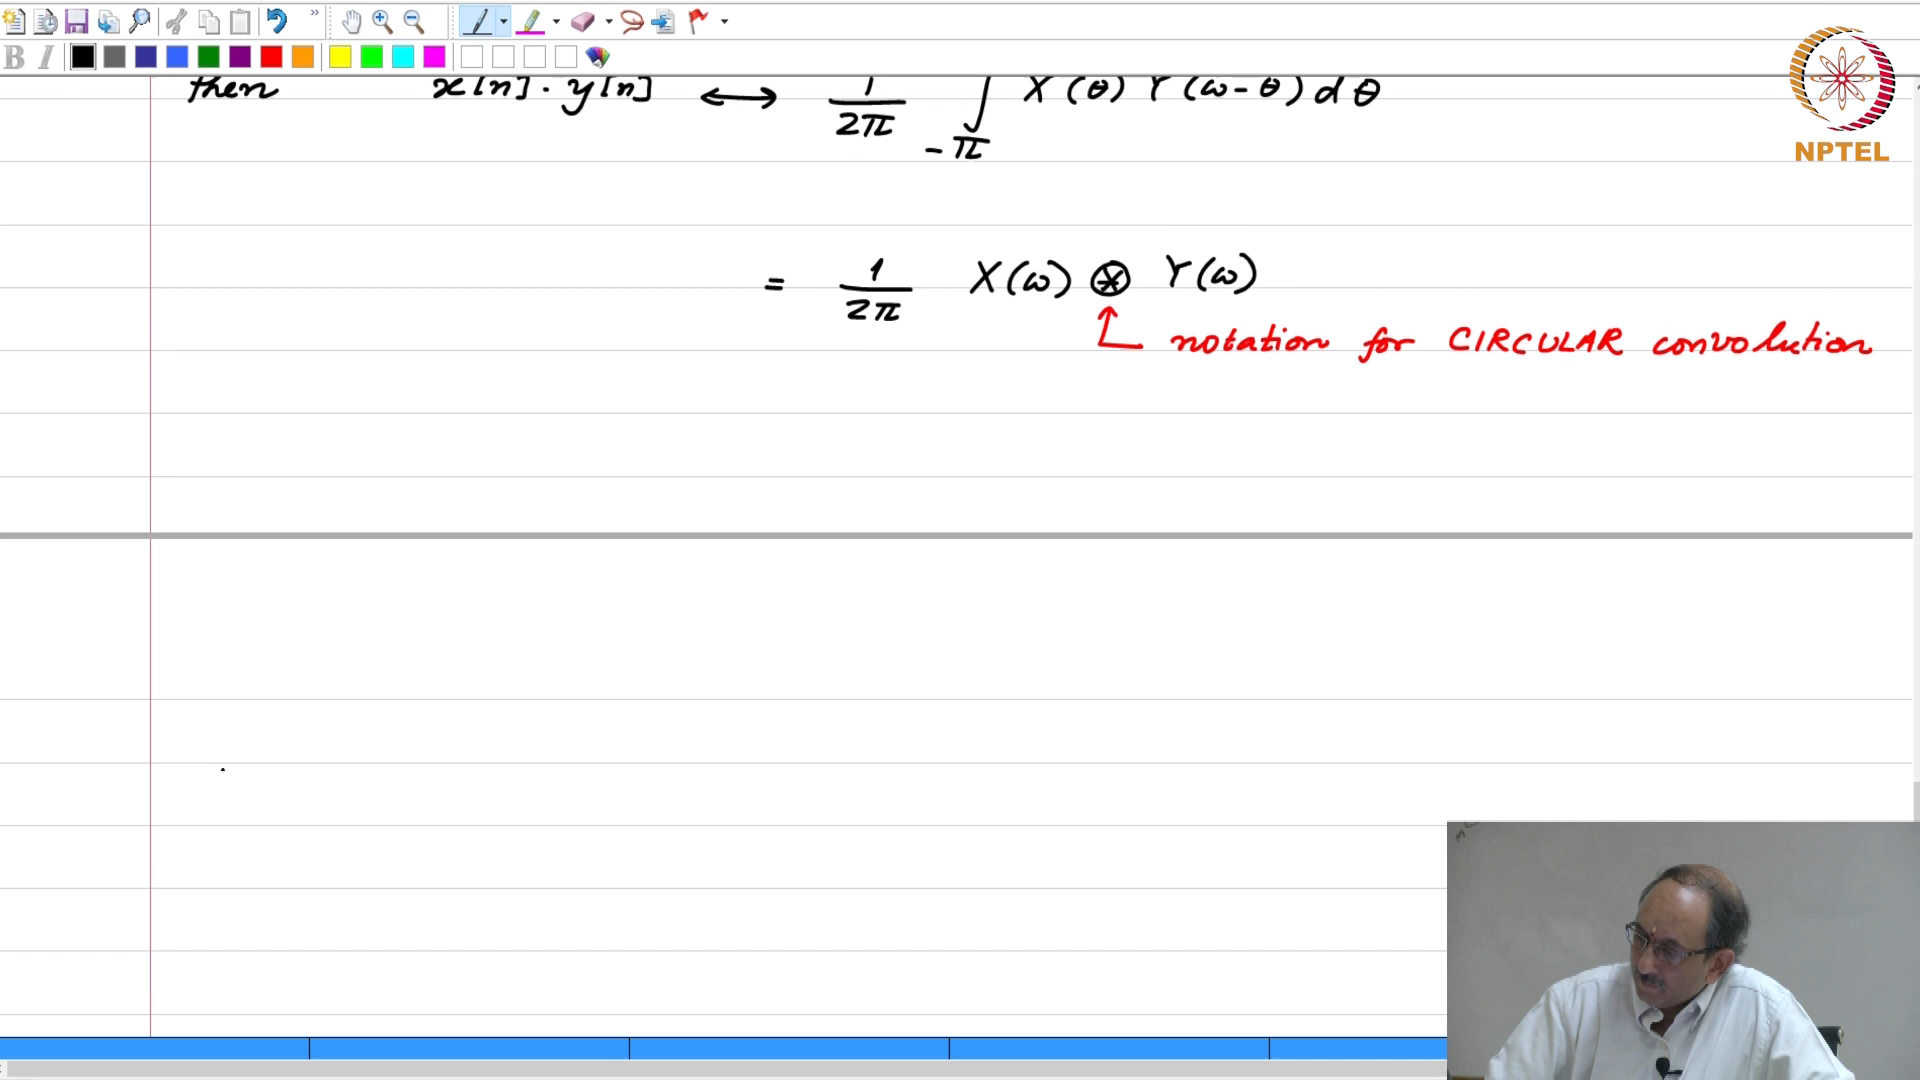 then x[n] · y[n] ⟷ 1/2π ∫_-π X(θ) Y(ω-θ) dθ
= 1/2π X(ω) ⊛ Y(ω)
notation for CIRCULAR convolution
NPTEL
B I